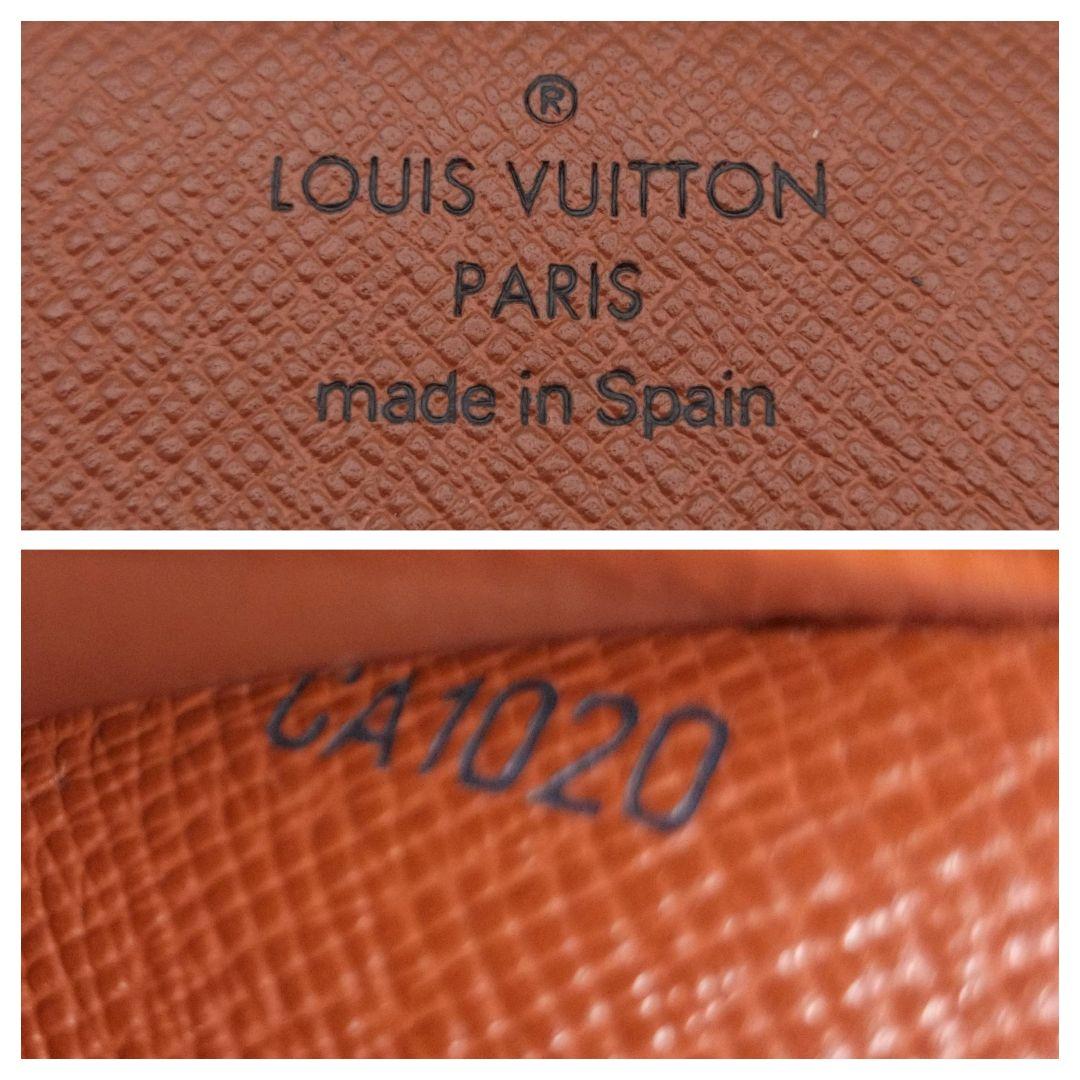 ®
LOUIS VUITTON
PARIS
made in Spain
CA1020